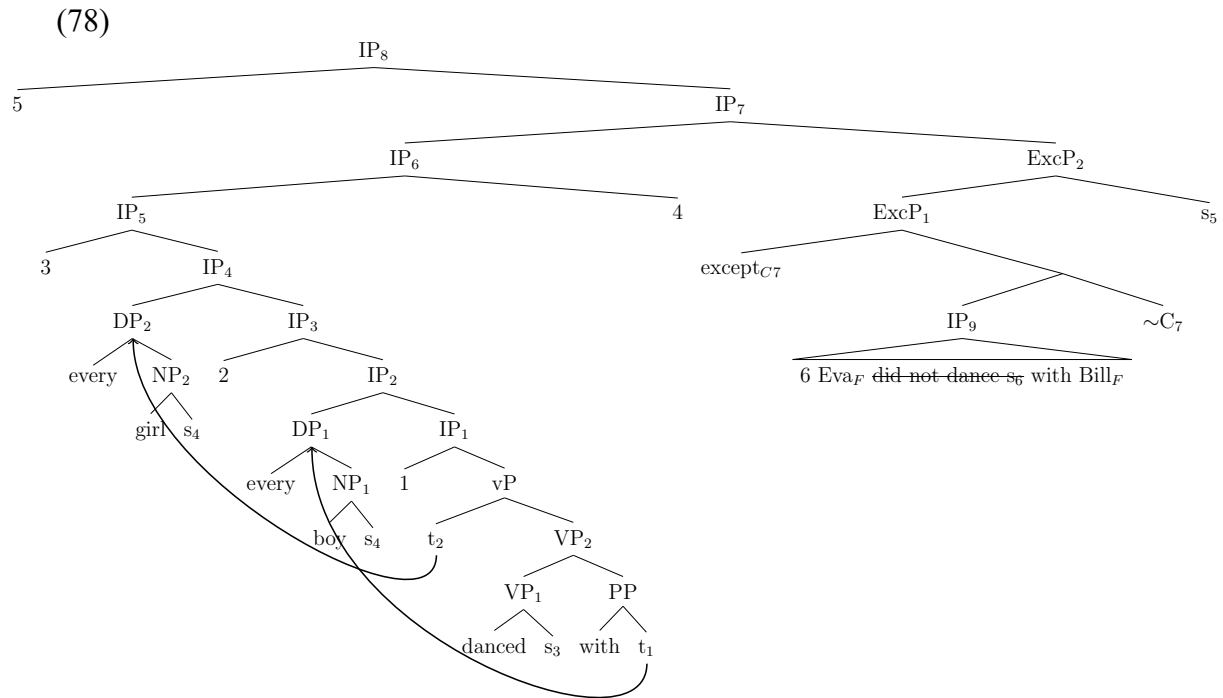 (78)
IP8
5 IP7
IP6 ExcP2
IP5 4 ExcP1 s5
3 IP4 exceptC7
DP2 IP3 IP9 ~C7
every NP2 2 IP2 6 EvaF did not dance s6 with BillF
girl s4 DP1 IP1
every NP1 1 vP
boy s4 t2 VP2
VP1 PP
danced s3 with t1